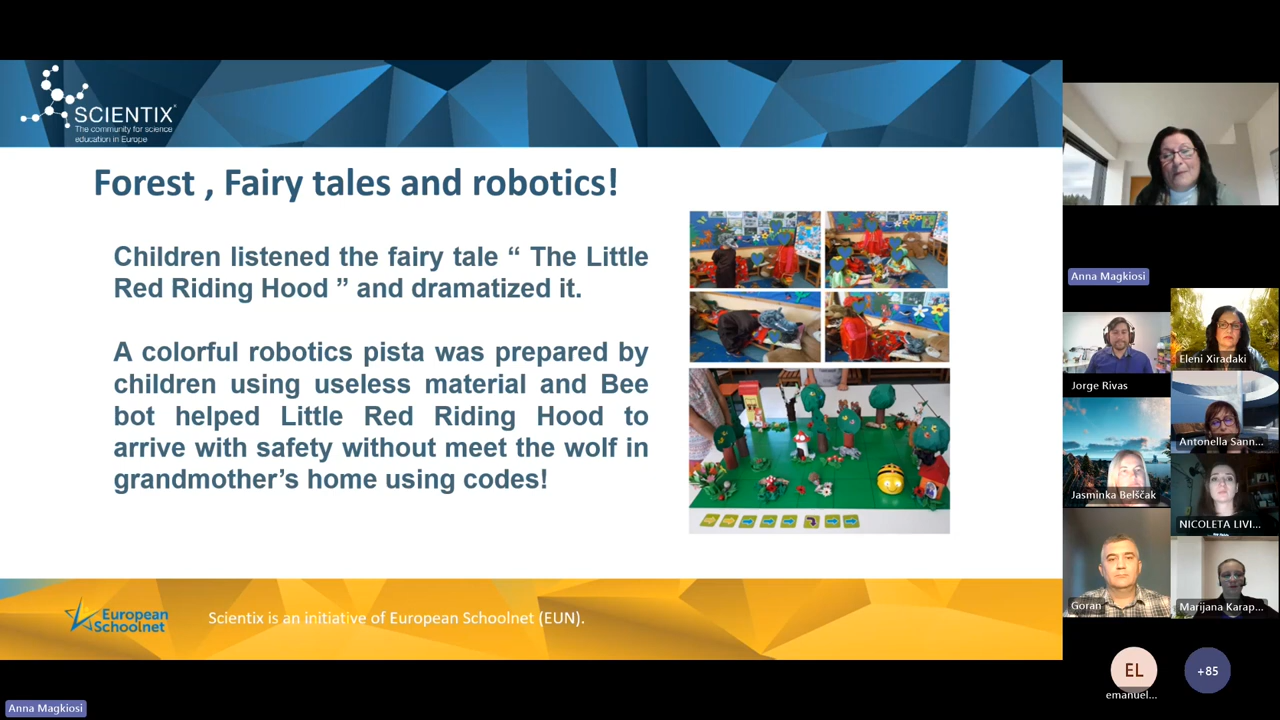 SCIENTIX
The community for science
education in Europe
Forest , Fairy tales and robotics!
Children listened the fairy tale “ The Little
Red Riding Hood ” and dramatized it.
A colorful robotics pista was prepared by
children using useless material and Bee
bot helped Little Red Riding Hood to
arrive with safety without meet the wolf in
grandmother’s home using codes!
European
Schoolnet
Scientix is an initiative of European Schoolnet (EUN).
Anna Magkiosi
Jorge Rivas
Eleni Xiradaki
Antonella Sann...
Jasminka Belščak
NICOLETA LIVI...
Goran
Marijana Karap...
EL
emanuel...
+85
Anna Magkiosi